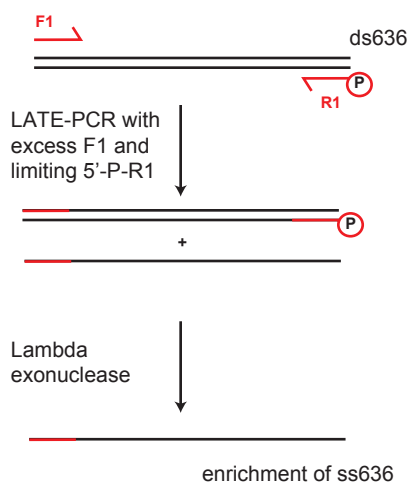 F1
ds636
P
R1
LATE-PCR with
excess F1 and
limiting 5'-P-R1
P
+
Lambda
exonuclease
enrichment of ss636